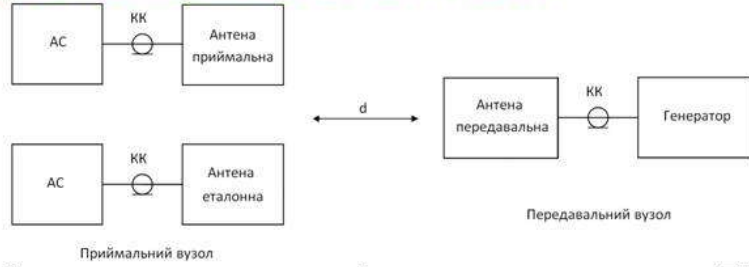 АС
КК
Антена
приймальна
АС
КК
Антена
еталонна
Приймальний вузол
d
Антена
передавальна
КК
Генератор
Передавальний вузол